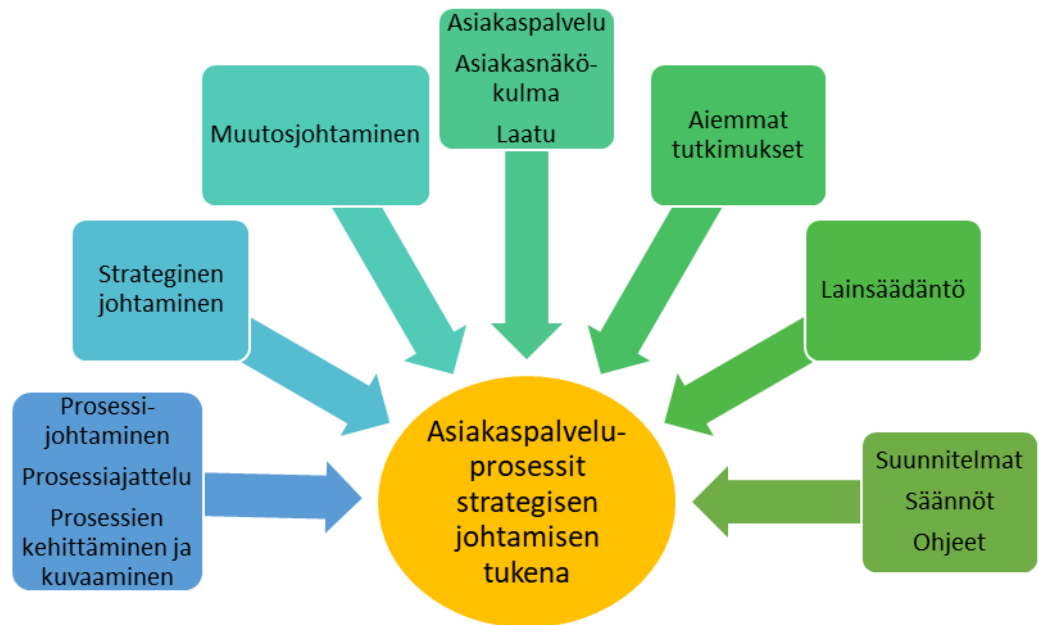 Asiakaspalvelu
Asiakasnäkö-
kulma
Laatu
Muutosjohtaminen
Aiemmat
tutkimukset
Strateginen
johtaminen
Lainsäädäntö
Prosessi-
johtaminen
Prosessiajattelu
Prosessien
kehittäminen ja
kuvaaminen
Asiakaspalvelu-
prosessit
strategisen
johtamisen
tukena
Suunnitelmat
Säännöt
Ohjeet